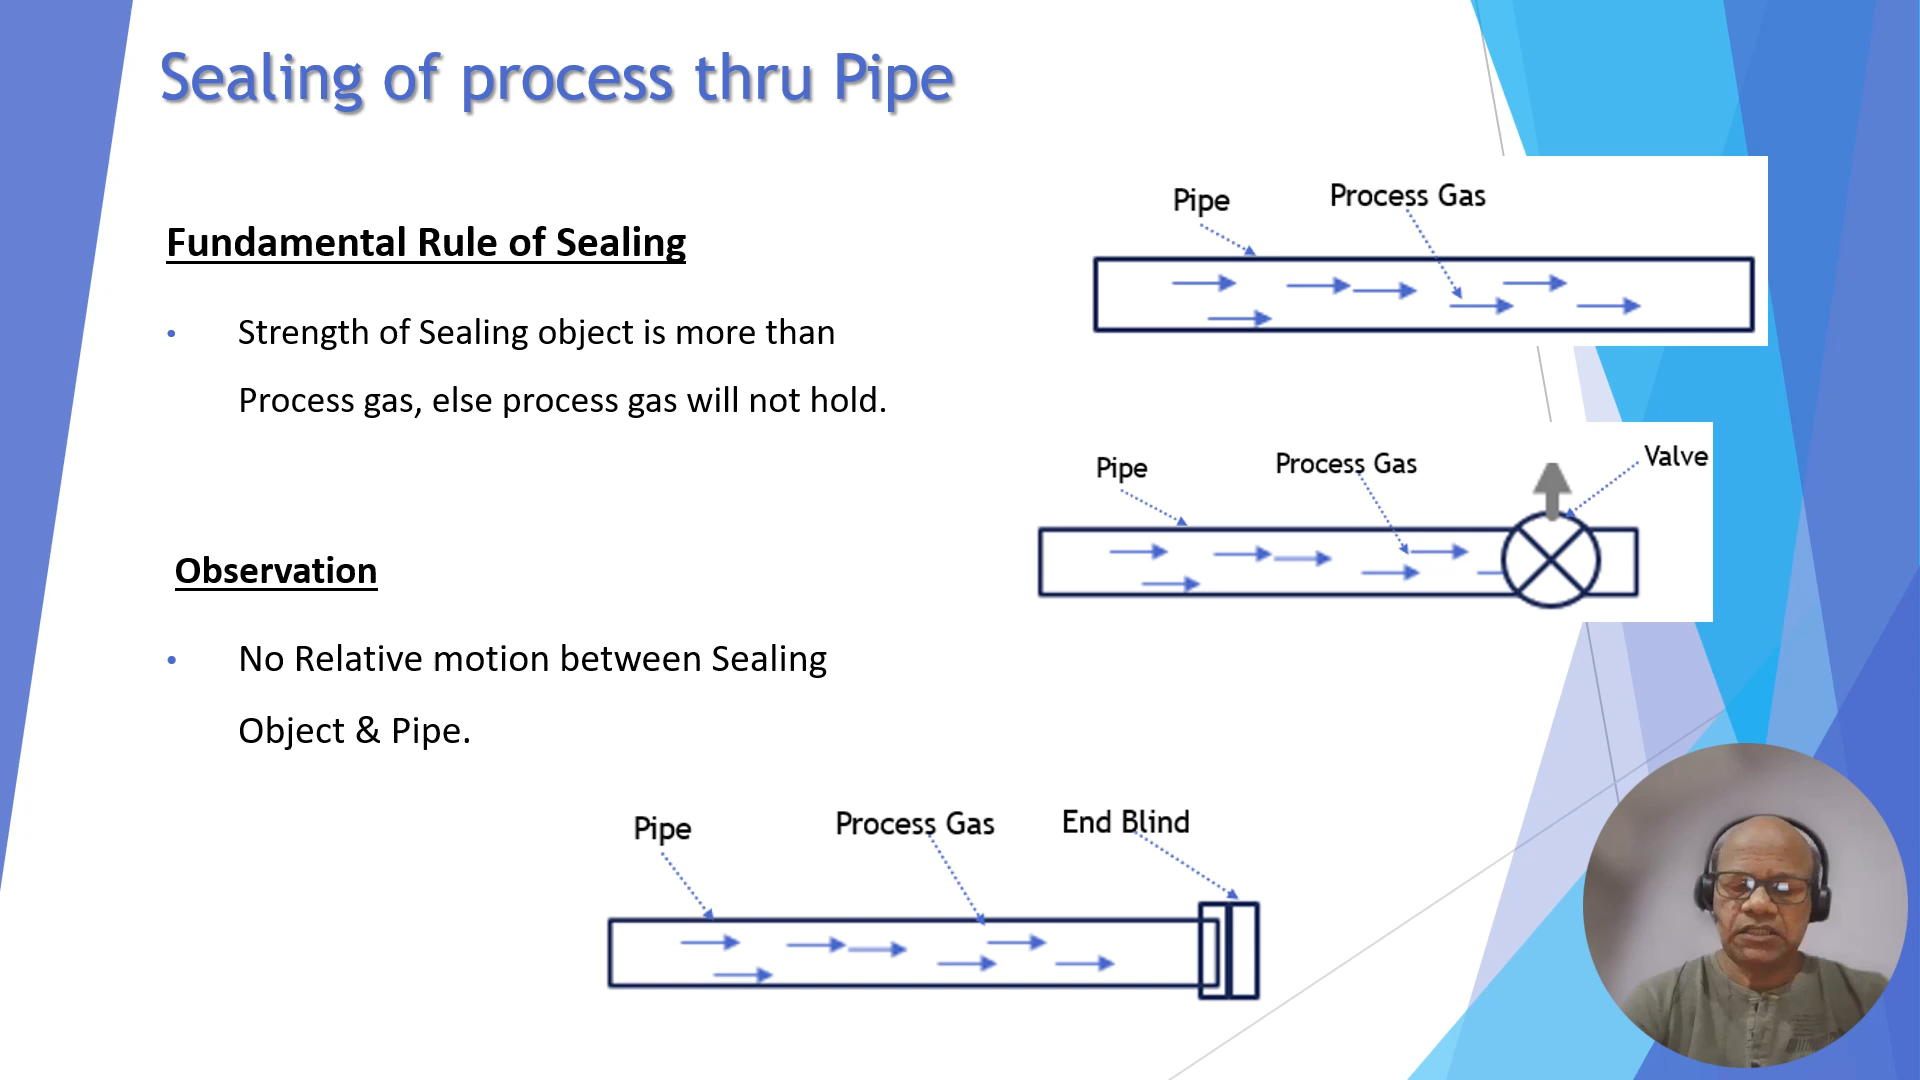 Sealing of process thru Pipe
Fundamental Rule of Sealing
• Strength of Sealing object is more than
Process gas, else process gas will not hold.
Observation
• No Relative motion between Sealing
Object & Pipe.
Pipe
Process Gas
Pipe
Process Gas
Valve
Pipe
Process Gas
End Blind